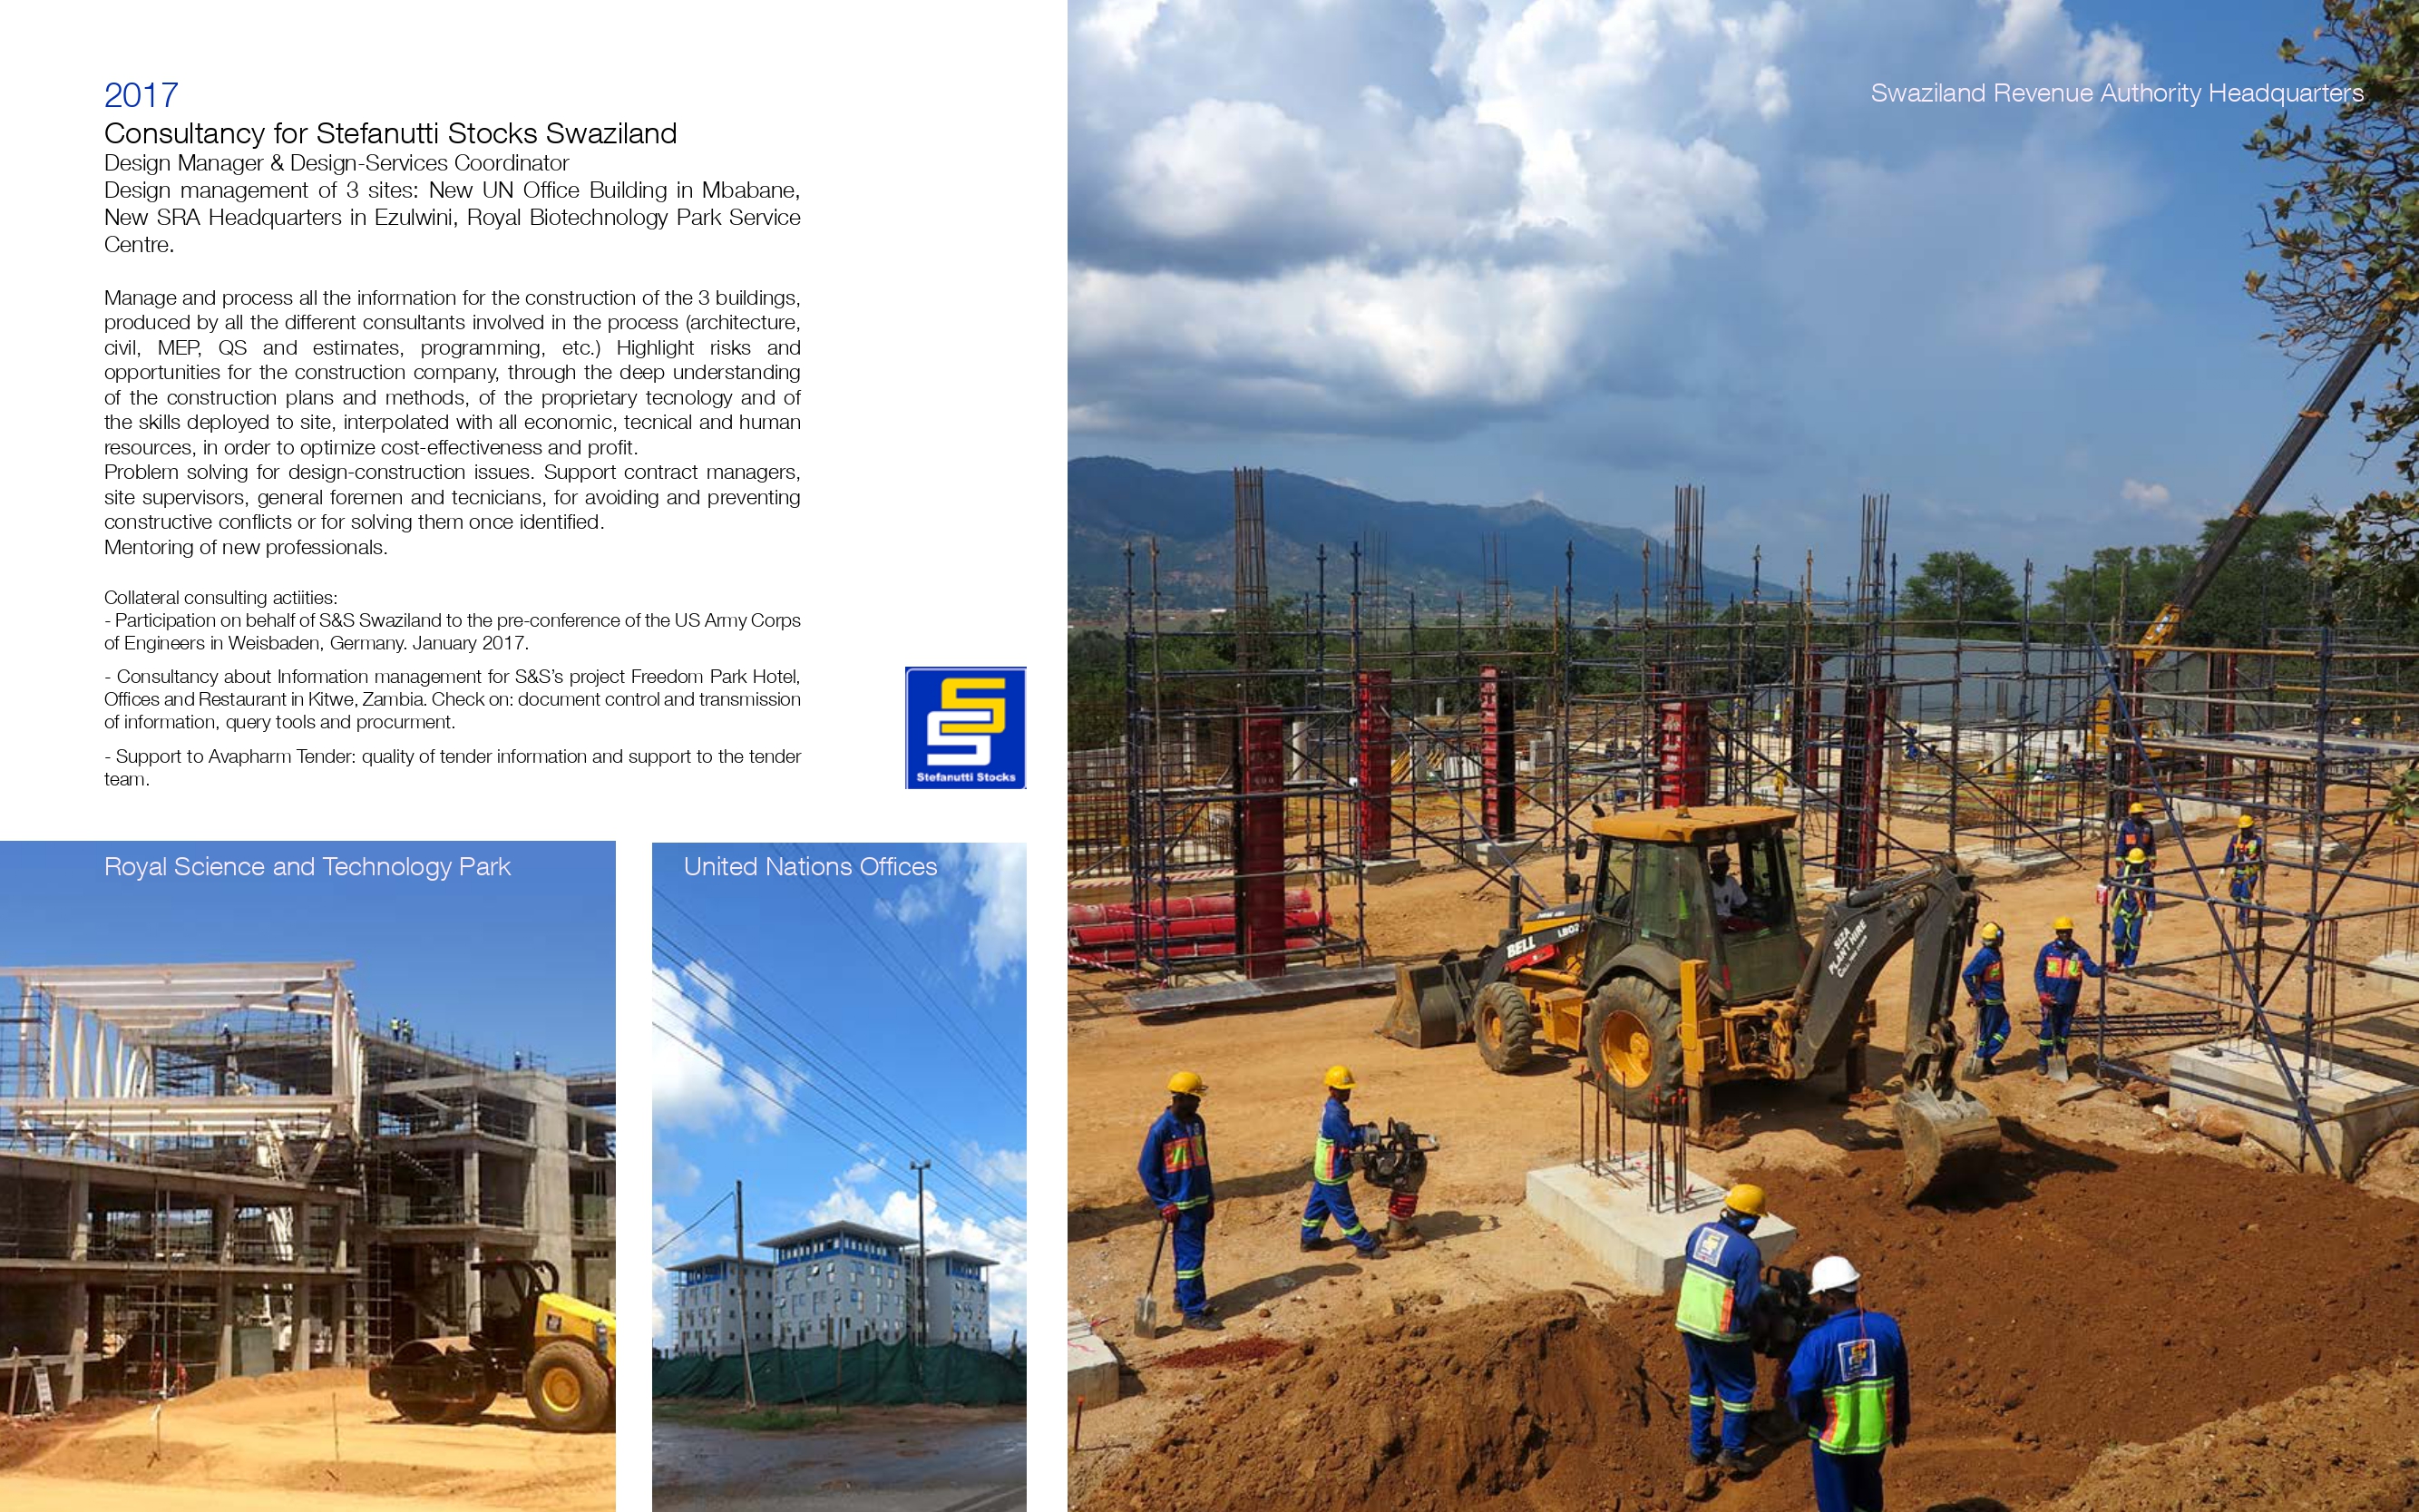 2017
Consultancy for Stefanutti Stocks Swaziland
Design Manager & Design-Services Coordinator
Design management of 3 sites: New UN Office Building in Mbabane,
New SRA Headquarters in Ezulwini, Royal Biotechnology Park Service
Centre.
Manage and process all the information for the construction of the 3 buildings,
produced by all the different consultants involved in the process (architecture,
civil, MEP, QS and estimates, programming, etc.) Highlight risks and
opportunities for the construction company, through the deep understanding
of the construction plans and methods, of the proprietary tecnology and of
the skills deployed to site, interpolated with all economic, tecnical and human
resources, in order to optimize cost-effectiveness and profit.
Problem solving for design-construction issues. Support contract managers,
site supervisors, general foremen and tecnicians, for avoiding and preventing
constructive conflicts or for solving them once identified.
Mentoring of new professionals.
Collateral consulting actiities:
- Participation on behalf of S&S Swaziland to the pre-conference of the US Army Corps
of Engineers in Weisbaden, Germany. January 2017.
- Consultancy about Information management for S&S's project Freedom Park Hotel,
Offices and Restaurant in Kitwe, Zambia. Check on: document control and transmission
of information, query tools and procurment.
- Support to Avapharm Tender: quality of tender information and support to the tender
team.
Stefanutti Stocks
Royal Science and Technology Park
United Nations Offices
Swaziland Revenue Authority Headquarters
BELL
LB02
SIZA
PLANT HIRE